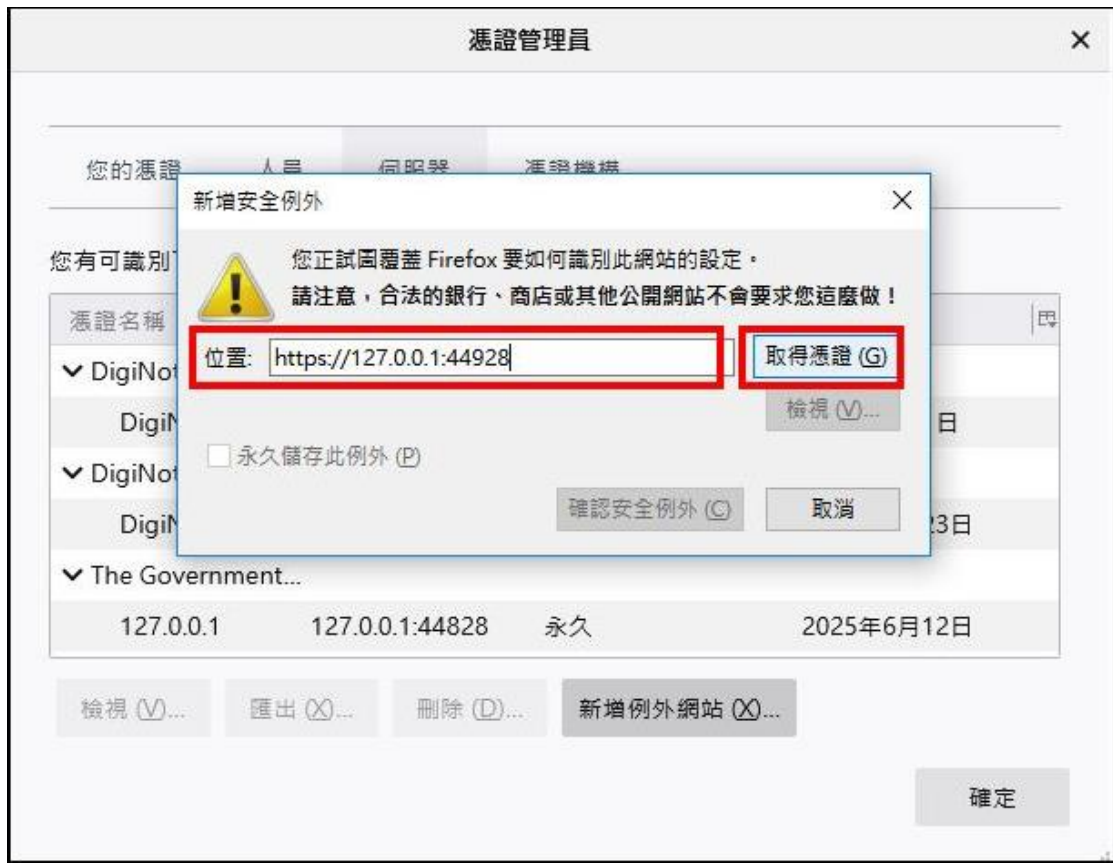 憑證管理員
您的憑證 人員 伺服器 憑證機構
新增安全例外
您有可識別
您正試圖覆蓋 Firefox 要如何識別此網站的設定。
請注意，合法的銀行、商店或其他公開網站不會要求您這麼做！
憑證名稱
位置: https://127.0.0.1:44928 取得憑證 (G)
DigiNot
檢視 (V)...
日
永久儲存此例外 (P)
DigiNot
確認安全例外 (C) 取消
23日
The Government...
127.0.0.1 127.0.0.1:44828 永久 2025年6月12日
檢視 (V)... 匯出 (X)... 刪除 (D)... 新增例外網站 (X)...
確定